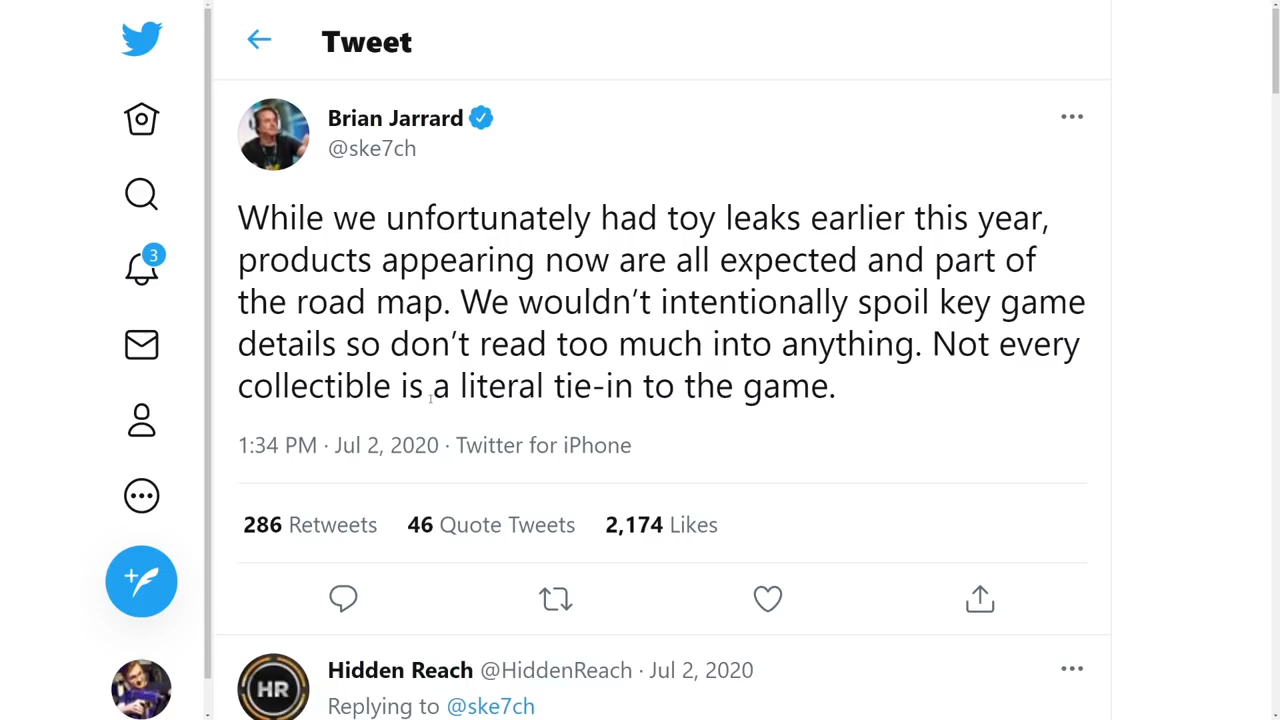 Tweet
Brian Jarrard
@ske7ch
While we unfortunately had toy leaks earlier this year,
products appearing now are all expected and part of
the road map. We wouldn’t intentionally spoil key game
details so don’t read too much into anything. Not every
collectible is a literal tie-in to the game.
1:34 PM · Jul 2, 2020 · Twitter for iPhone
286 Retweets 46 Quote Tweets 2,174 Likes
3
HR
Hidden Reach @HiddenReach · Jul 2, 2020
Replying to @ske7ch